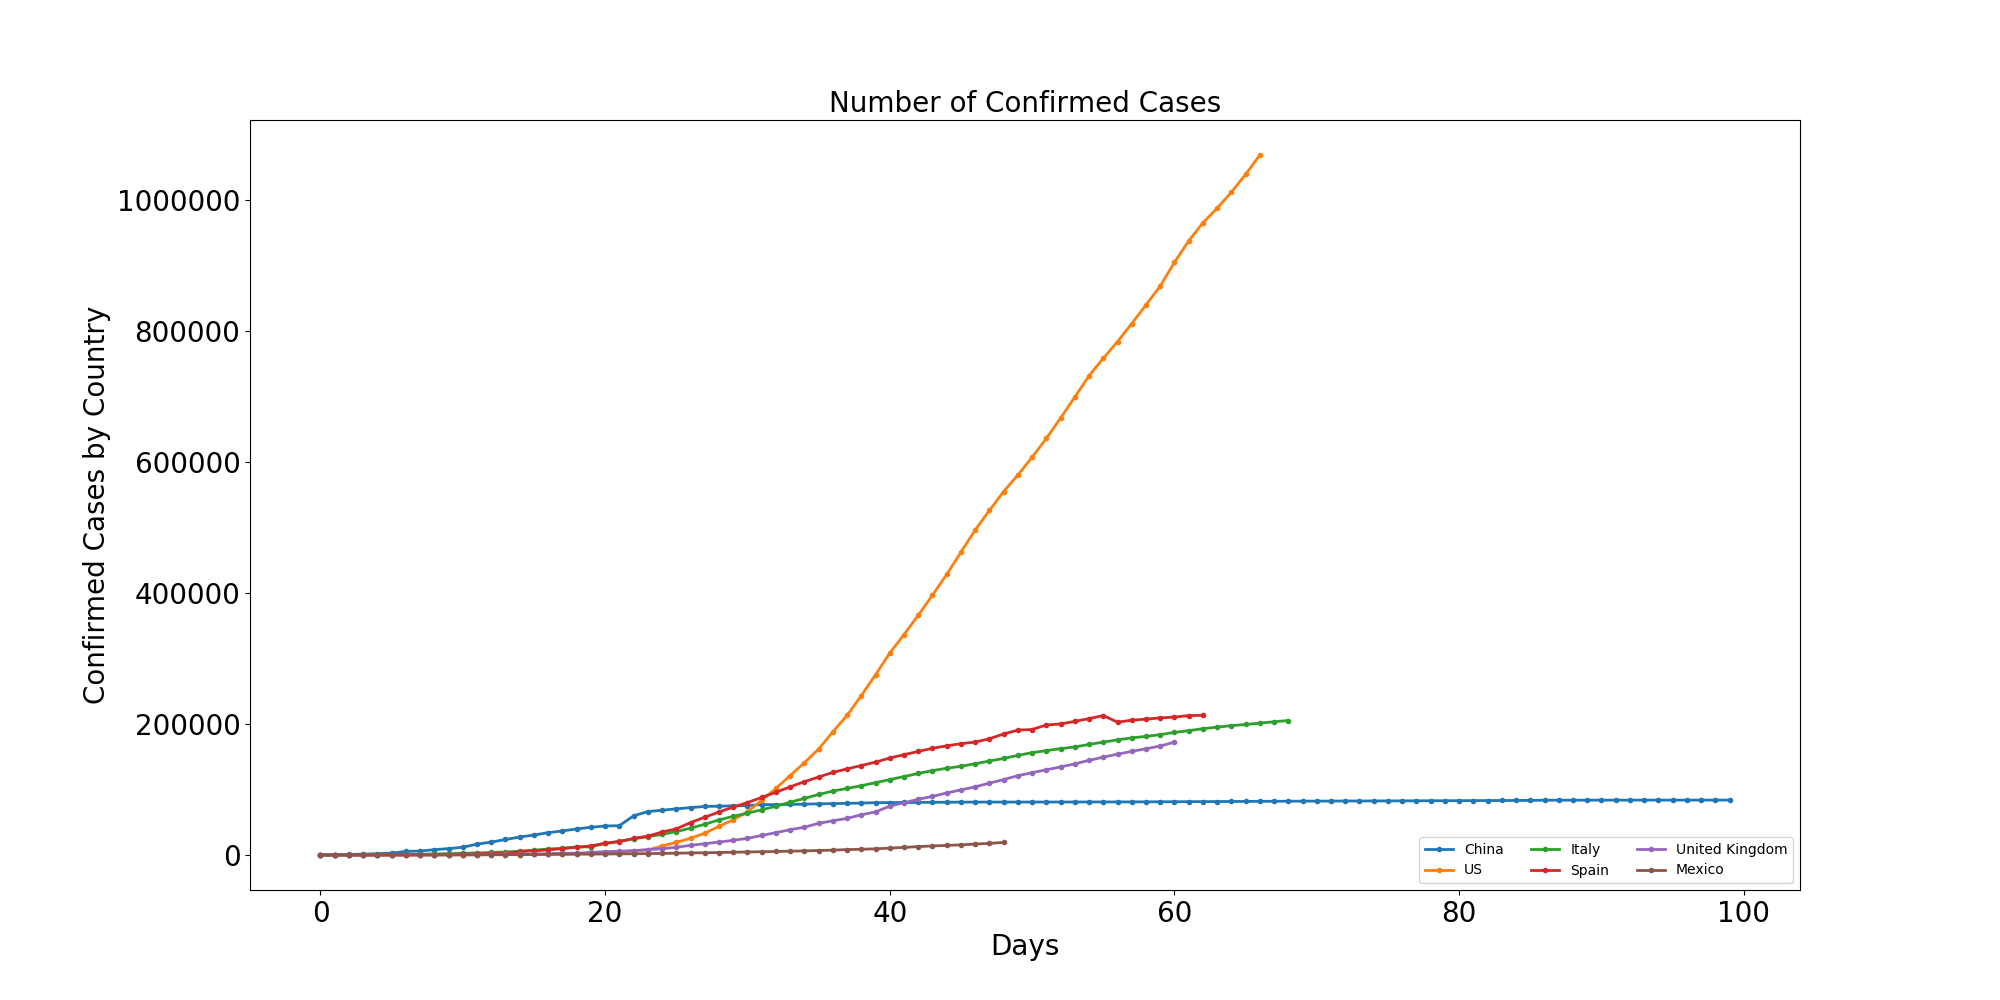 Number of Confirmed Cases
Confirmed Cases by Country
1000000
800000
600000
400000
200000
0
0 20 40 60 80 100
Days
China Italy United Kingdom
US Spain Mexico